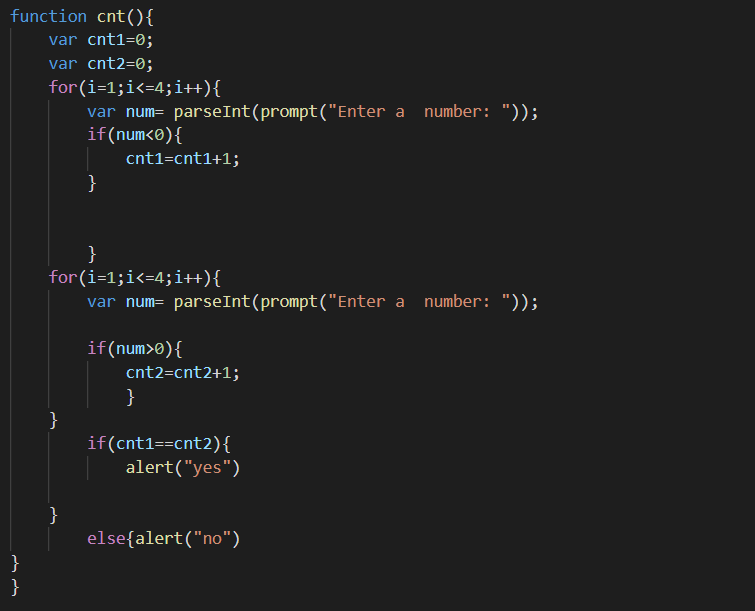 function cnt(){
    var cnt1=0;
    var cnt2=0;
    for(i=1;i<=4;i++){
        var num= parseInt(prompt("Enter a  number: "));
        if(num<0){
            cnt1=cnt1+1;
        }
        }
    for(i=1;i<=4;i++){
        var num= parseInt(prompt("Enter a  number: "));
        if(num>0){
            cnt2=cnt2+1;
            }
    }
        if(cnt1==cnt2){
            alert("yes")
    }
        else{alert("no")
}
}